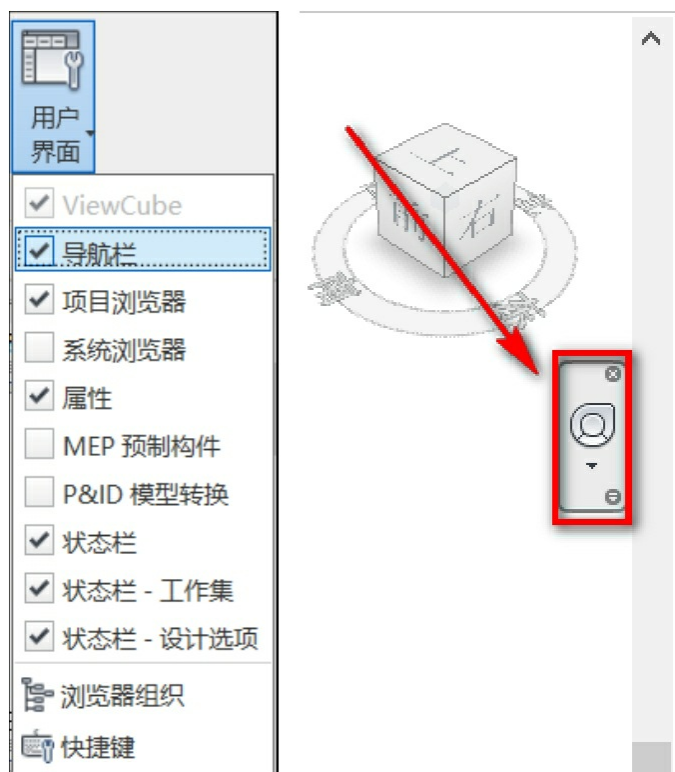 用户
界面
ViewCube
导航栏
项目浏览器
系统浏览器
属性
MEP 预制构件
P&ID 模型转换
状态栏
状态栏 - 工作集
状态栏 - 设计选项
浏览器组织
快捷键
上
前
右